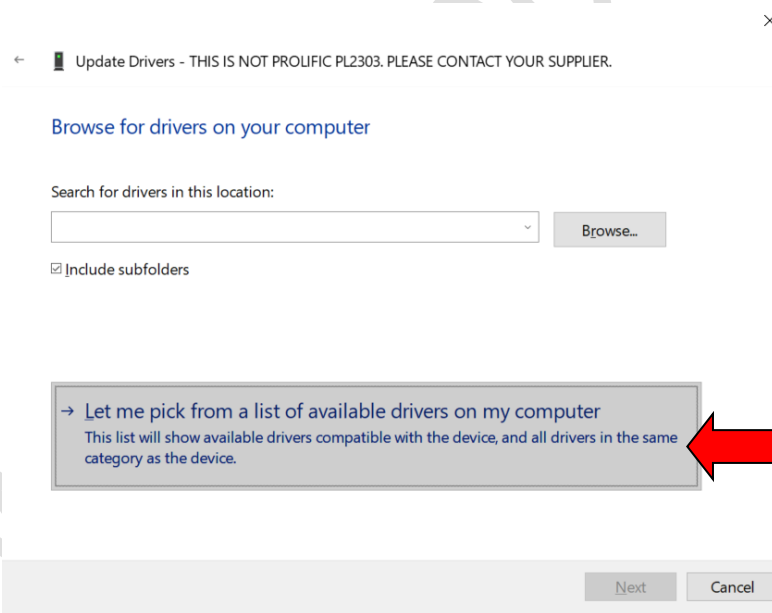 Update Drivers - THIS IS NOT PROLIFIC PL2303. PLEASE CONTACT YOUR SUPPLIER.
Browse for drivers on your computer
Search for drivers in this location:
Browse...
Include subfolders
Let me pick from a list of available drivers on my computer
This list will show available drivers compatible with the device, and all drivers in the same
category as the device.
Next
Cancel